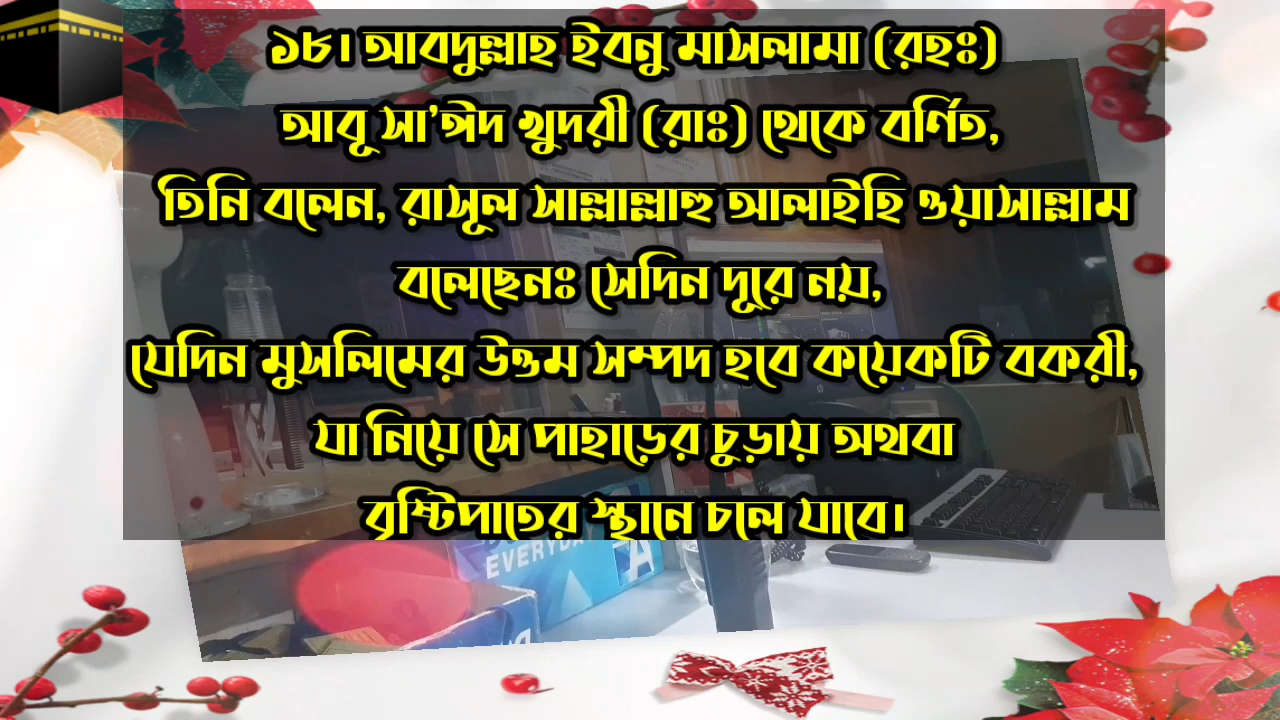 ১৮। আবদুল্লাহ ইবনু মাসলামা (রহঃ)
আবূ সা'ঈদ খুদরী (রাঃ) থেকে বর্ণিত,
তিনি বলেন, রাসূল সাল্লাল্লাহু আলাইহি ওয়াসাল্লাম
বলেছেনঃ সেদিন দূরে নয়,
যেদিন মুসলিমের উত্তম সম্পদ হবে কয়েকটি বকরী,
যা নিয়ে সে পাহাড়ের চুড়ায় অথবা
বৃষ্টিপাতের স্থানে চলে যাবে।
EVERYDAY